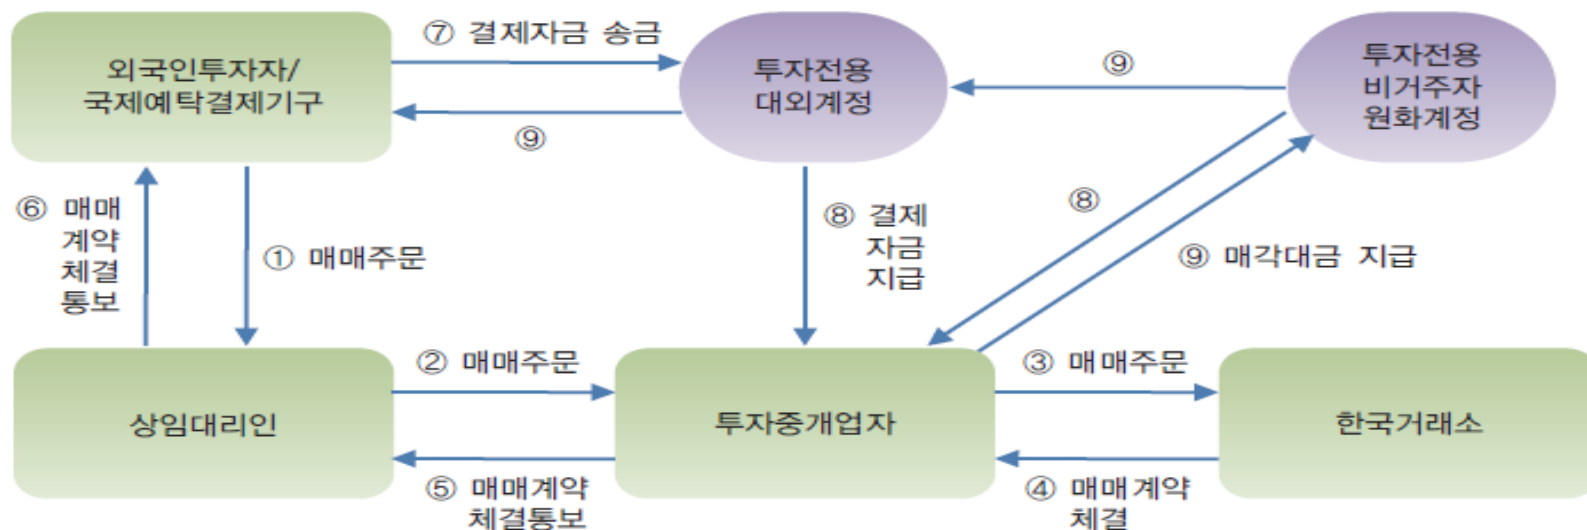 ⑦ 결제자금 송금
외국인투자자/
국제예탁결제기구
투자전용
대외계정
⑨
투자전용
비거주자
원화계정
⑨
⑥ 매매
계약
체결
통보
① 매매주문
⑧ 결제
자금
지급
⑧
⑨ 매각대금 지급
② 매매주문
③ 매매주문
상임대리인
투자중개업자
한국거래소
⑤ 매매계약
체결통보
④ 매매계약
체결